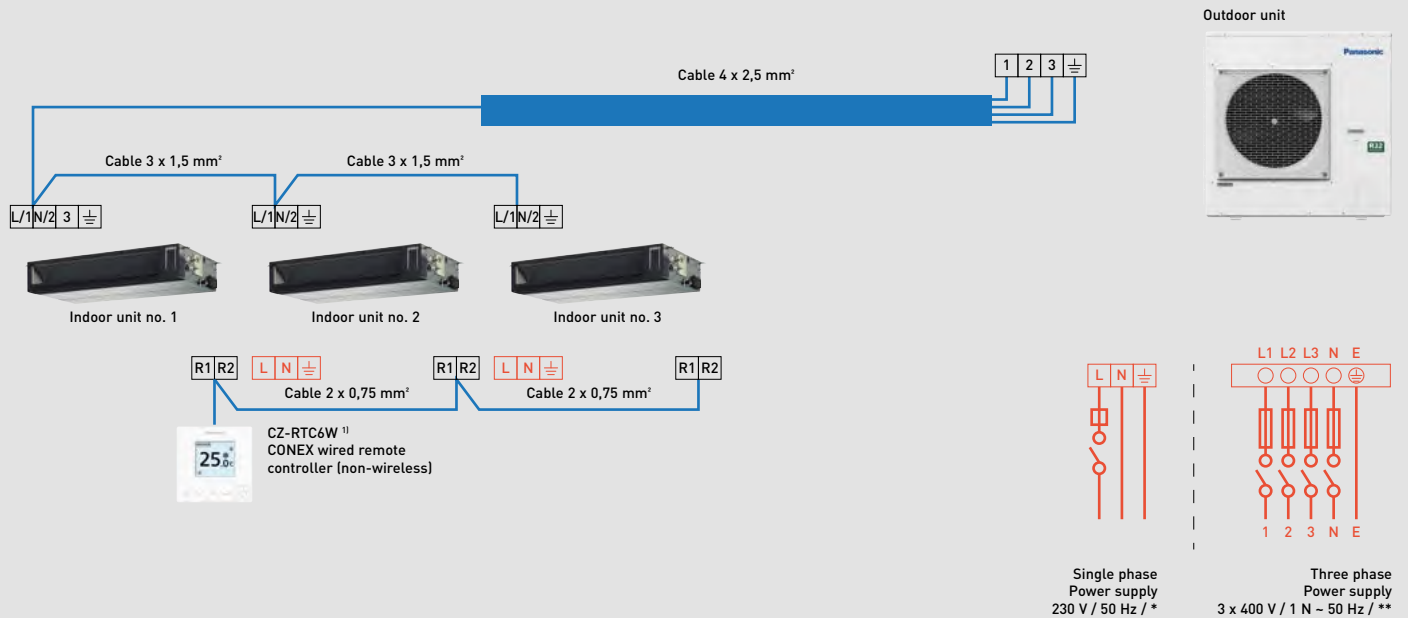 Outdoor unit
Panasonic
R32
Cable 4 x 2,5 mm²
1 2 3
Cable 3 x 1,5 mm²
Cable 3 x 1,5 mm²
L/1 N/2 3
L/1 N/2
L/1 N/2
Indoor unit no. 1
Indoor unit no. 2
Indoor unit no. 3
R1 R2
L N
R1 R2
L N
R1 R2
Cable 2 x 0,75 mm²
Cable 2 x 0,75 mm²
25.0°C
CZ-RTC6W ¹⁾
CONEX wired remote
controller (non-wireless)
L N
L1 L2 L3 N E
1 2 3 N E
Single phase
Power supply
230 V / 50 Hz / *
Three phase
Power supply
3 x 400 V / 1 N ~ 50 Hz / **